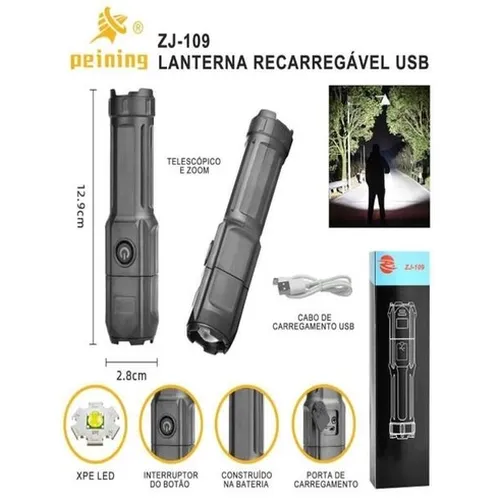 peining
ZJ-109
LANTERNA RECARREGÁVEL USB
TELESCÓPICO
E ZOOM
12.9cm
2.8cm
CABO DE
CARREGAMENTO USB
ZJ-109
XPE LED
INTERRUPTOR
DO BOTÃO
CONSTRUÍDO
NA BATERIA
PORTA DE
CARREGAMENTO